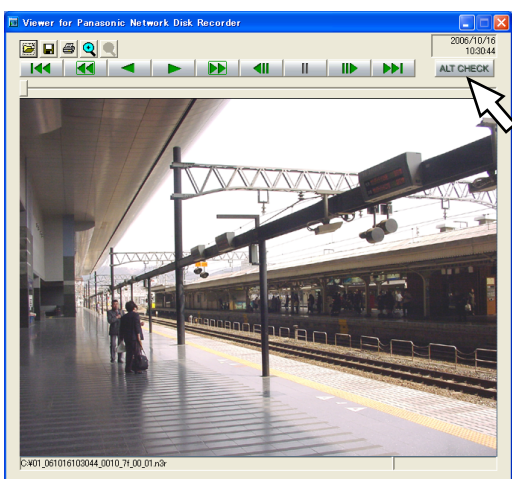 Viewer for Panasonic Network Disk Recorder
2006/10/16
10:30:44
ALT CHECK
C:¥01_061016103044_0010_7f_00_01.n3r